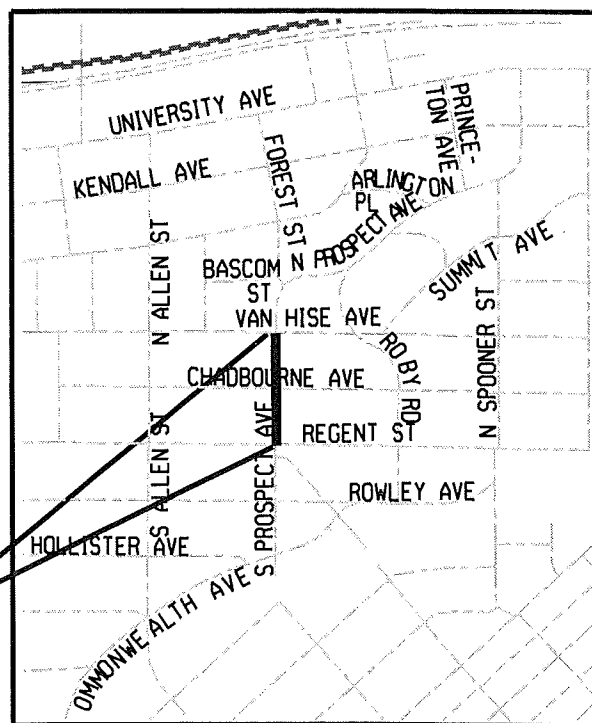 UNIVERSITY AVE
PRINCE-
TON AVE
KENDALL AVE
FOREST ST
ARLINGTON
PL
N PROSPECT AVE
SUMMIT AVE
N ALLEN ST
BASCOM
ST
VAN HISE AVE
ROBY RD
N SPOONER ST
CHADBOURNE AVE
REGENT ST
S ALLEN ST
S PROSPECT AVE
ROWLEY AVE
HOLLISTER AVE
OMMONWEALTH AVE